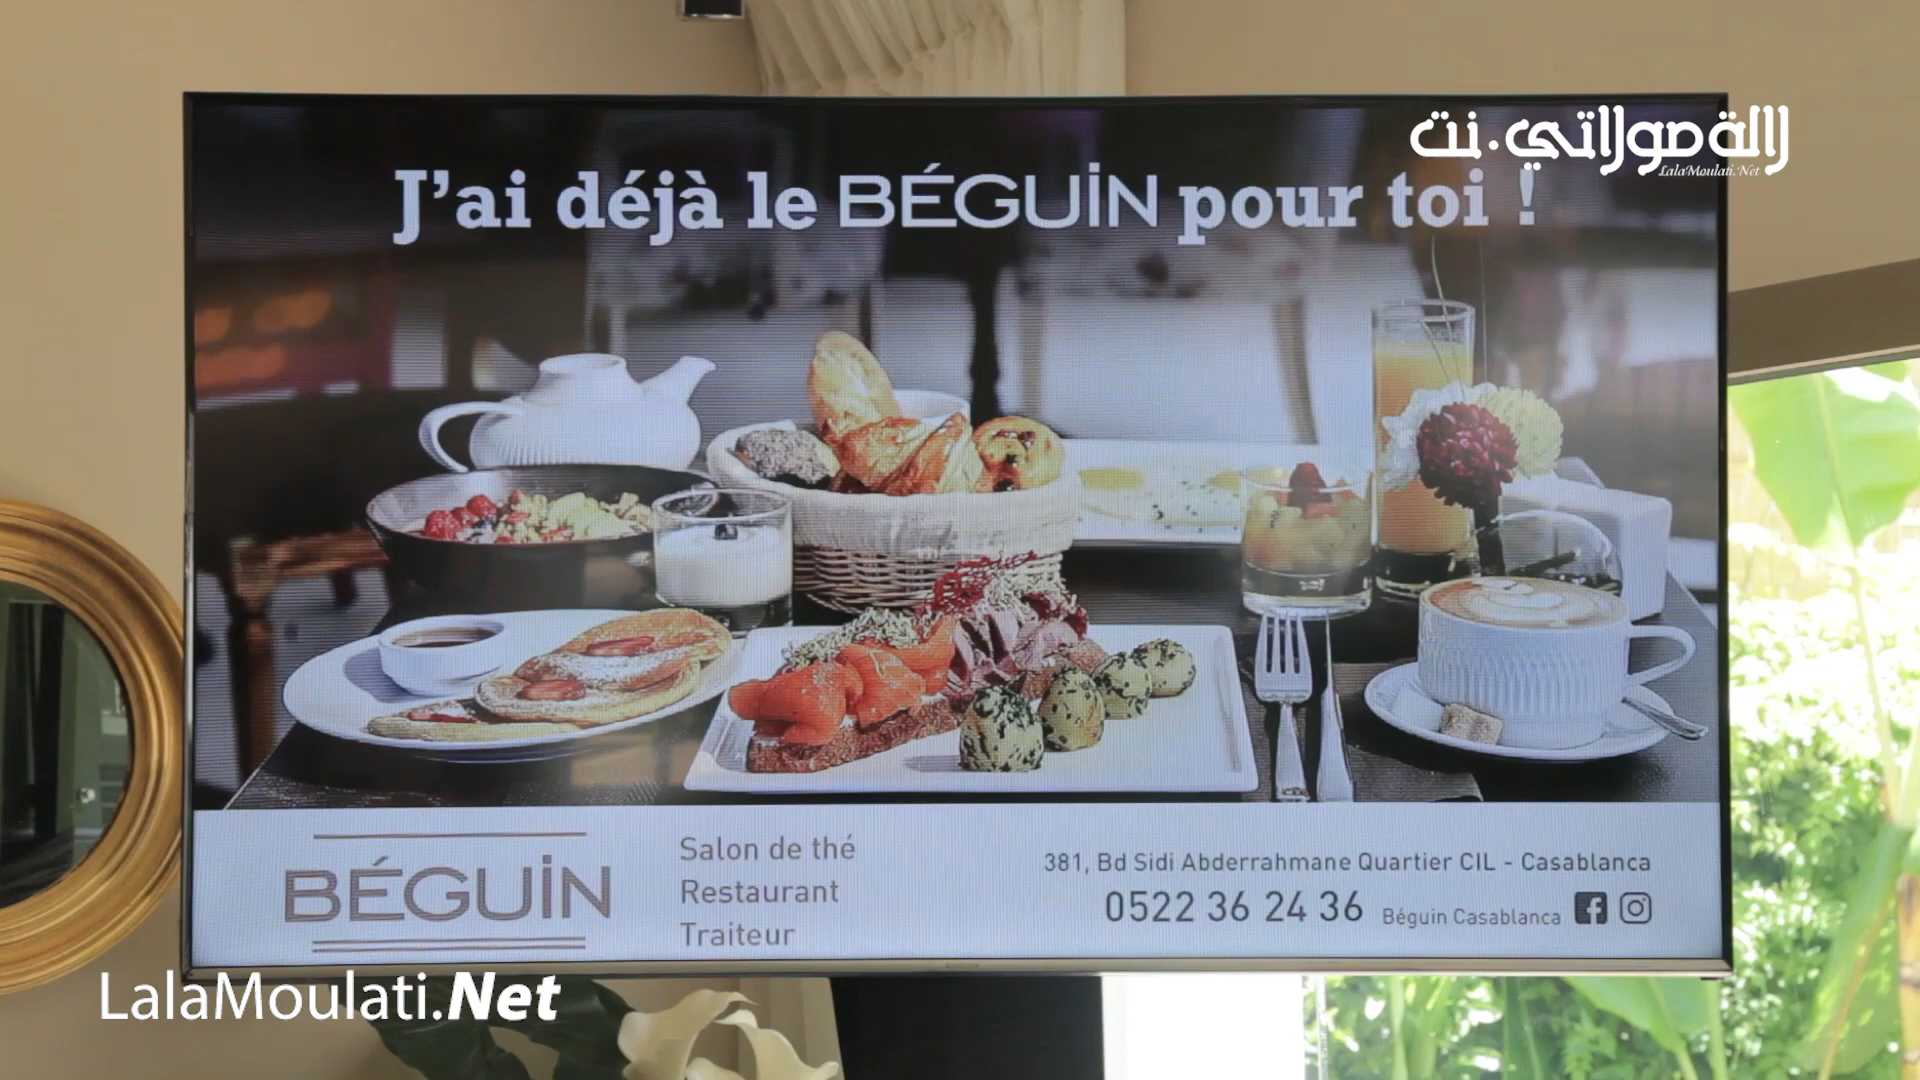 لالة مولاتي.نت
LalaMoulati.Net
J'ai déjà le BÉGUiN pour toi !
BÉGUiN
Salon de thé
Restaurant
Traiteur
381, Bd Sidi Abderrahmane Quartier CIL - Casablanca
0522 36 24 36 Béguin Casablanca
LalaMoulati.Net